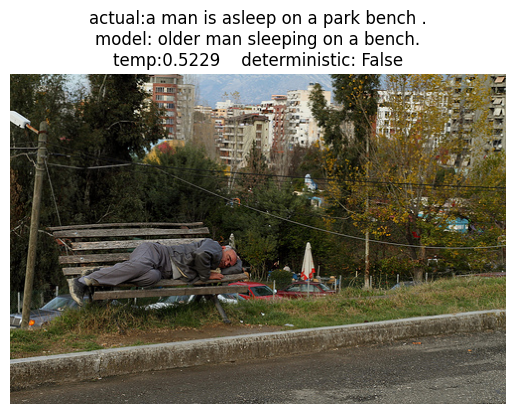 actual:a man is asleep on a park bench .
model: older man sleeping on a bench.
temp:0.5229    deterministic: False